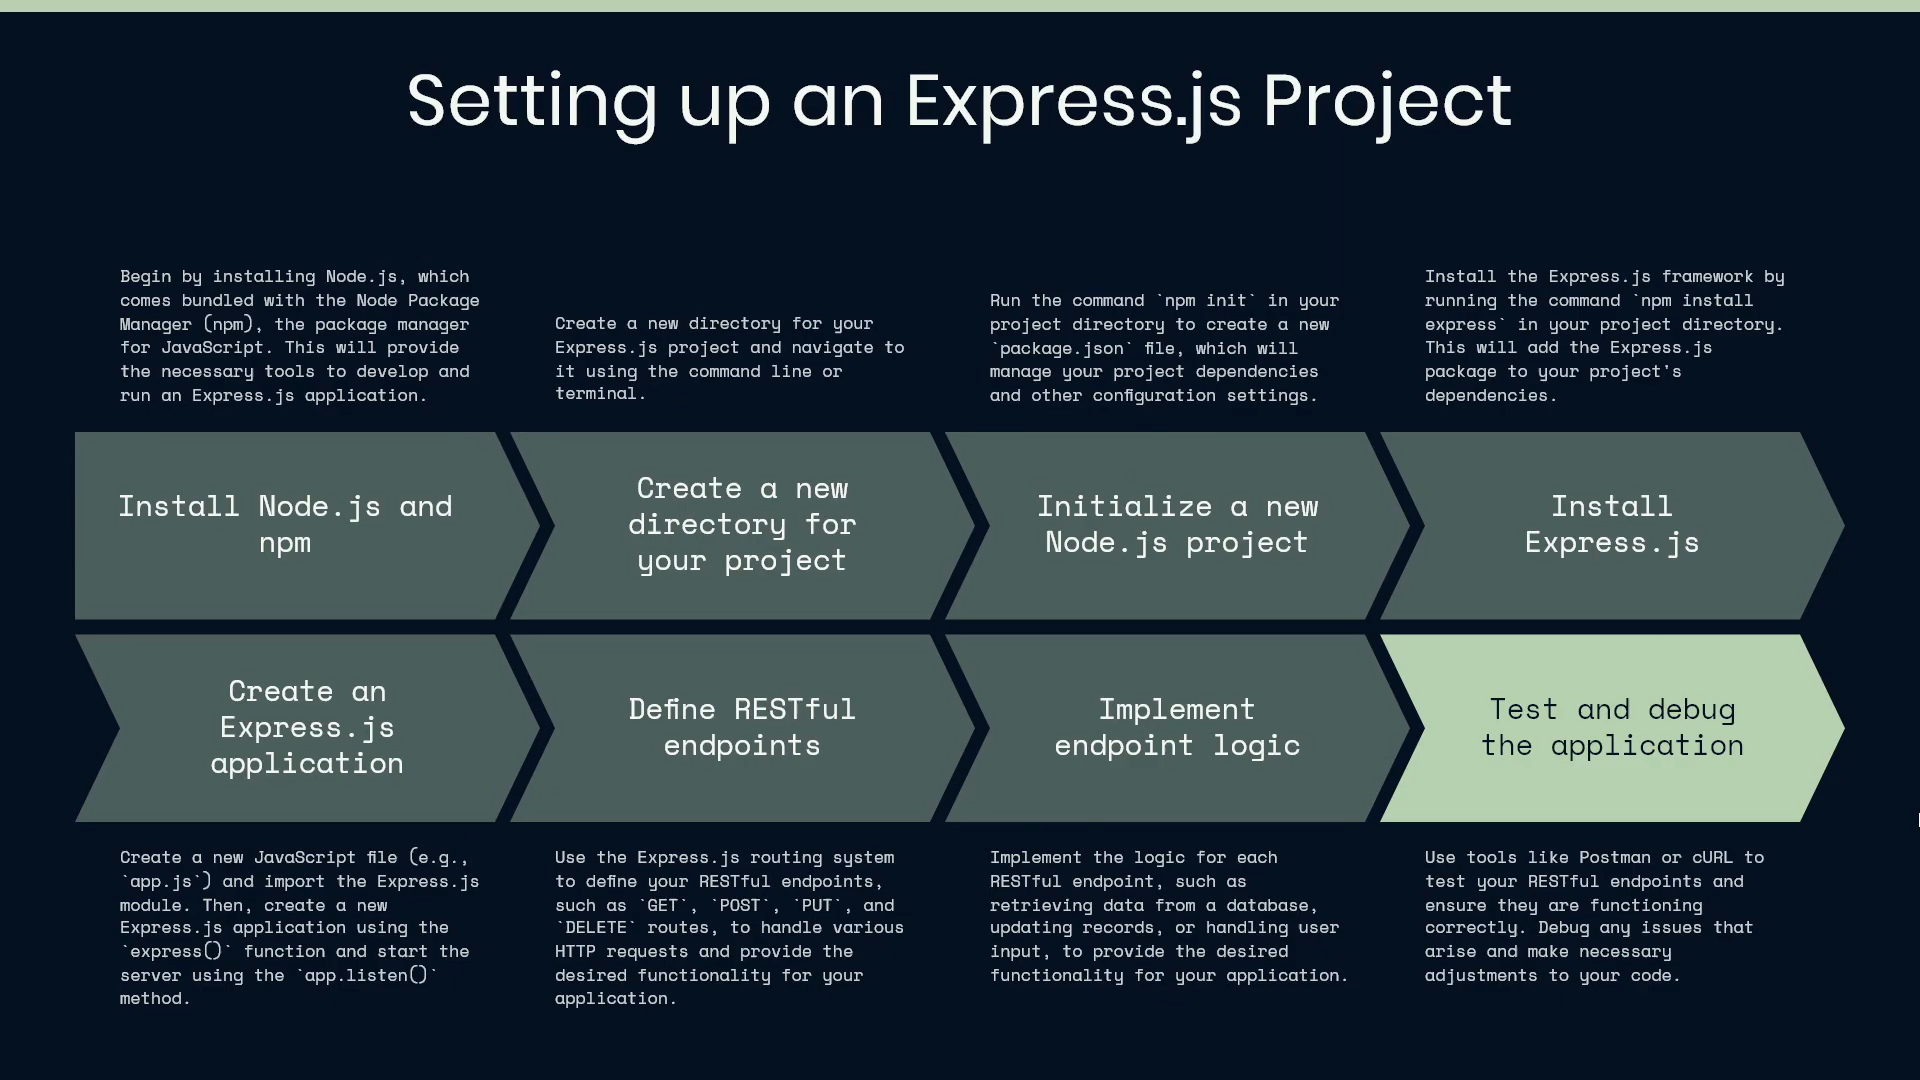 Setting up an Express.js Project
Begin by installing Node.js, which
comes bundled with the Node Package
Manager (npm), the package manager
for JavaScript. This will provide
the necessary tools to develop and
run an Express.js application.
Create a new directory for your
Express.js project and navigate to
it using the command line or
terminal.
Run the command `npm init` in your
project directory to create a new
`package.json` file, which will
manage your project dependencies
and other configuration settings.
Install the Express.js framework by
running the command `npm install
express` in your project directory.
This will add the Express.js
package to your project's
dependencies.
Install Node.js and
npm
Create a new
directory for
your project
Initialize a new
Node.js project
Install
Express.js
Create an
Express.js
application
Define RESTful
endpoints
Implement
endpoint logic
Test and debug
the application
Create a new JavaScript file (e.g.,
`app.js`) and import the Express.js
module. Then, create a new
Express.js application using the
`express()` function and start the
server using the `app.listen()`
method.
Use the Express.js routing system
to define your RESTful endpoints,
such as `GET`, `POST`, `PUT`, and
`DELETE` routes, to handle various
HTTP requests and provide the
desired functionality for your
application.
Implement the logic for each
RESTful endpoint, such as
retrieving data from a database,
updating records, or handling user
input, to provide the desired
functionality for your application.
Use tools like Postman or cURL to
test your RESTful endpoints and
ensure they are functioning
correctly. Debug any issues that
arise and make necessary
adjustments to your code.